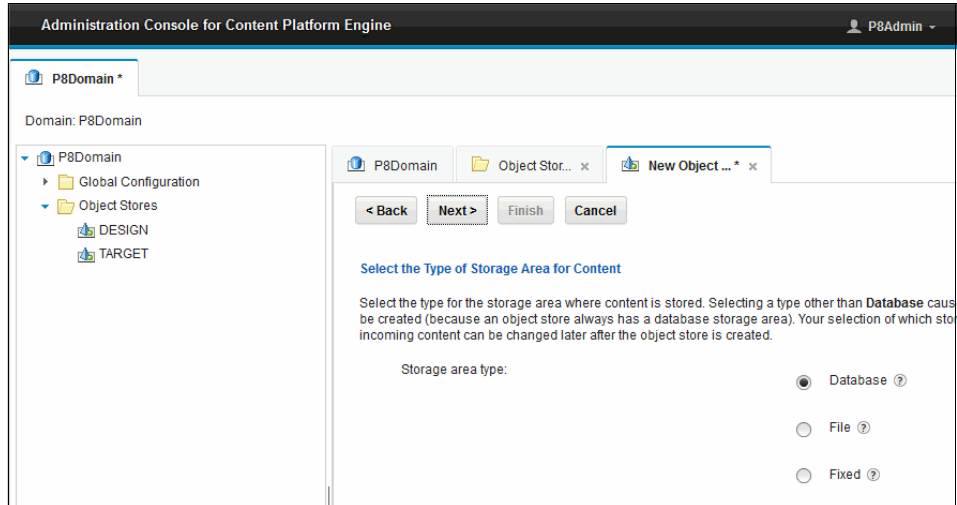 Administration Console for Content Platform Engine
P8Admin
P8Domain *
Domain: P8Domain
P8Domain
Global Configuration
Object Stores
DESIGN
TARGET
P8Domain
Object Stor...
New Object ... *
< Back
Next >
Finish
Cancel
Select the Type of Storage Area for Content
Select the type for the storage area where content is stored. Selecting a type other than Database caus
be created (because an object store always has a database storage area). Your selection of which stor
incoming content can be changed later after the object store is created.
Storage area type:
Database
File
Fixed